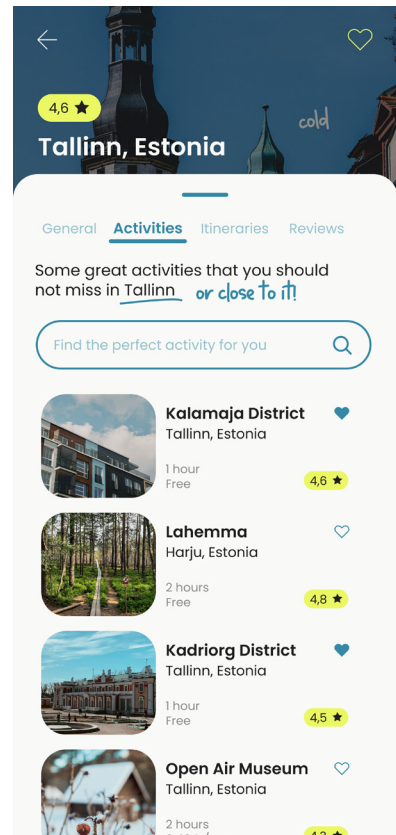 4,6
cold
Tallinn, Estonia
General Activities Itineraries Reviews
Some great activities that you should
not miss in Tallinn or close to it!
Find the perfect activity for you
Kalamaja District
Tallinn, Estonia
1 hour
Free
4,6
Lahemma
Harju, Estonia
2 hours
Free
4,8
Kadriorg District
Tallinn, Estonia
1 hour
Free
4,5
Open Air Museum
Tallinn, Estonia
2 hours